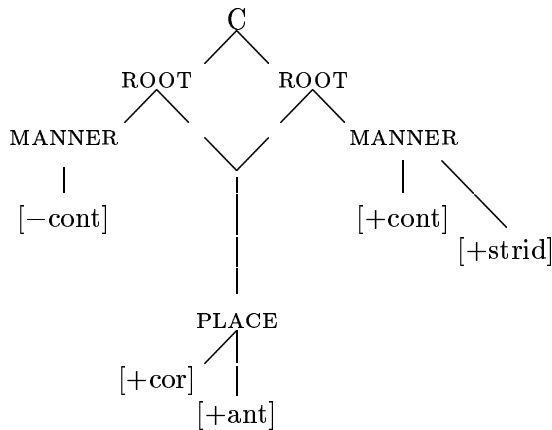 C
ROOT ROOT
MANNER MANNER
[−cont] [+cont]
[+strid]
PLACE
[+cor]
[+ant]